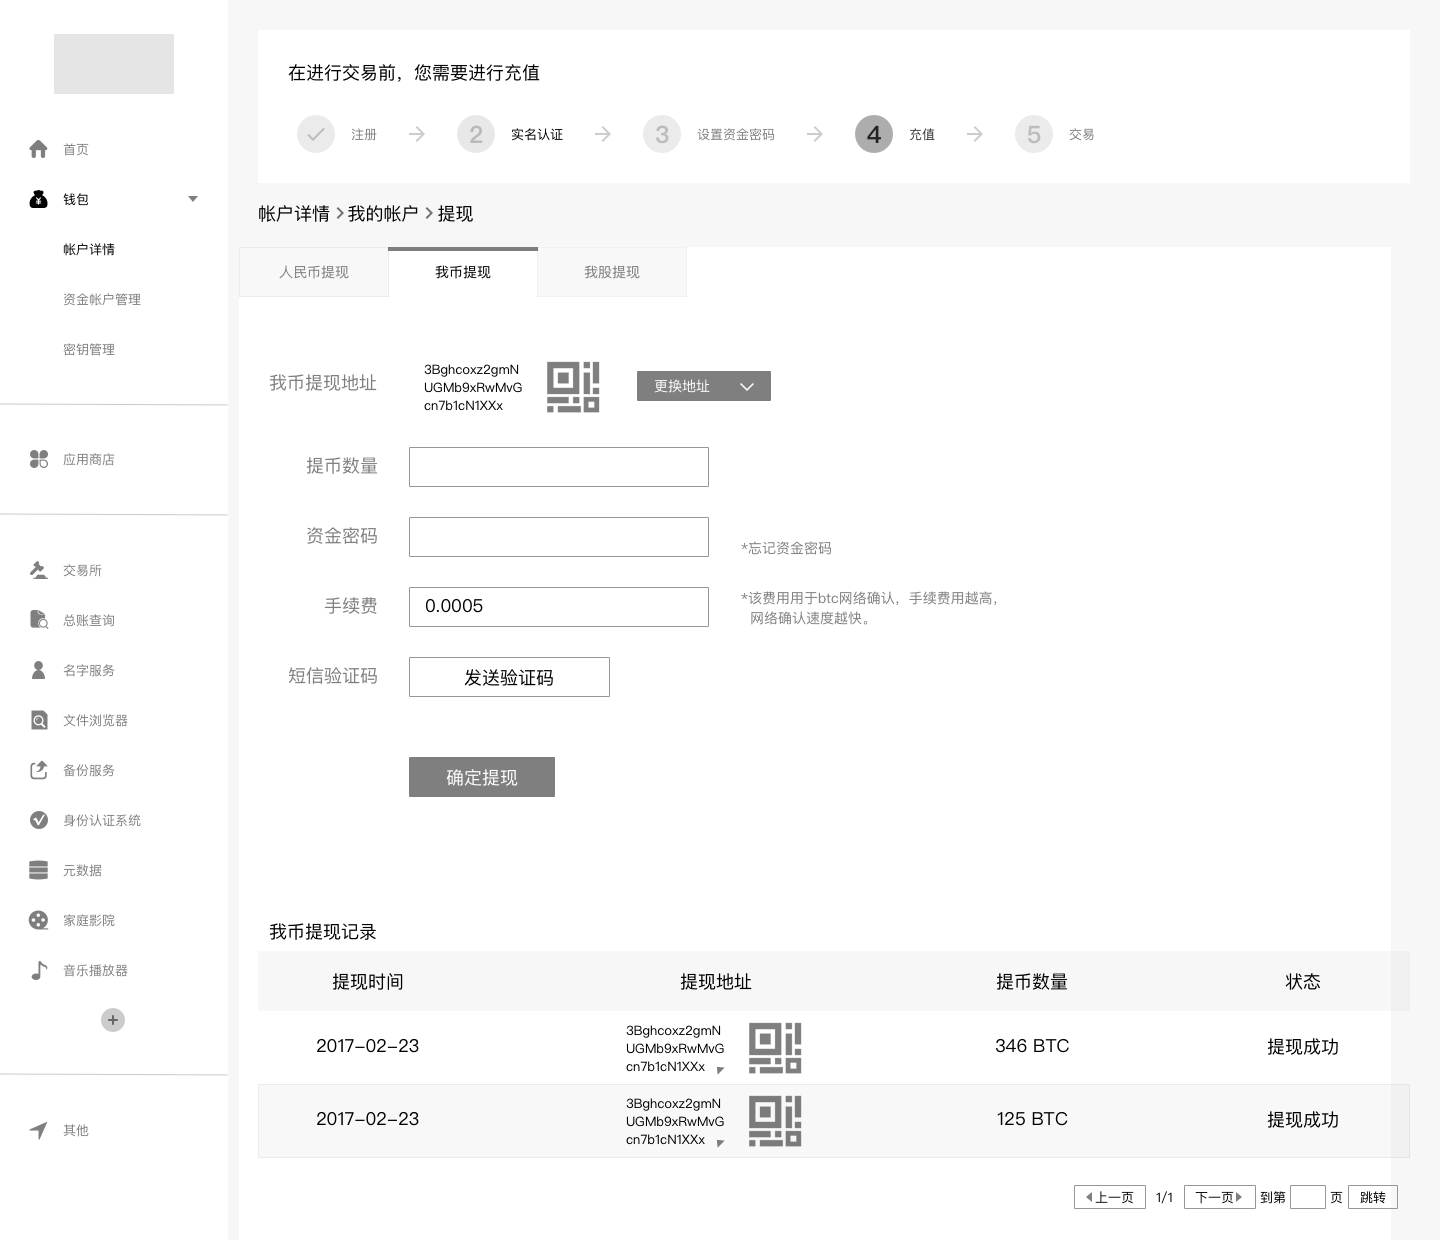 首页
钱包
帐户详情
资金帐户管理
密钥管理
应用商店
交易所
总账查询
名字服务
文件浏览器
备份服务
身份认证系统
元数据
家庭影院
音乐播放器
其他
在进行交易前，您需要进行充值
注册 2 实名认证 3 设置资金密码 4 充值 5 交易
帐户详情 > 我的帐户 > 提现
人民币提现 我币提现 我股提现
我币提现地址
3Bghcoxz2gmN
UGMb9xRwMvG
cn7b1cN1XXx
更换地址
提币数量
资金密码
*忘记资金密码
手续费 0.0005
*该费用用于btc网络确认，手续费用越高，
网络确认速度越快。
短信验证码 发送验证码
确定提现
我币提现记录
提现时间 提现地址 提币数量 状态
2017-02-23
3Bghcoxz2gmN
UGMb9xRwMvG
cn7b1cN1XXx
346 BTC 提现成功
2017-02-23
3Bghcoxz2gmN
UGMb9xRwMvG
cn7b1cN1XXx
125 BTC 提现成功
上一页 1/1 下一页 到第 页 跳转